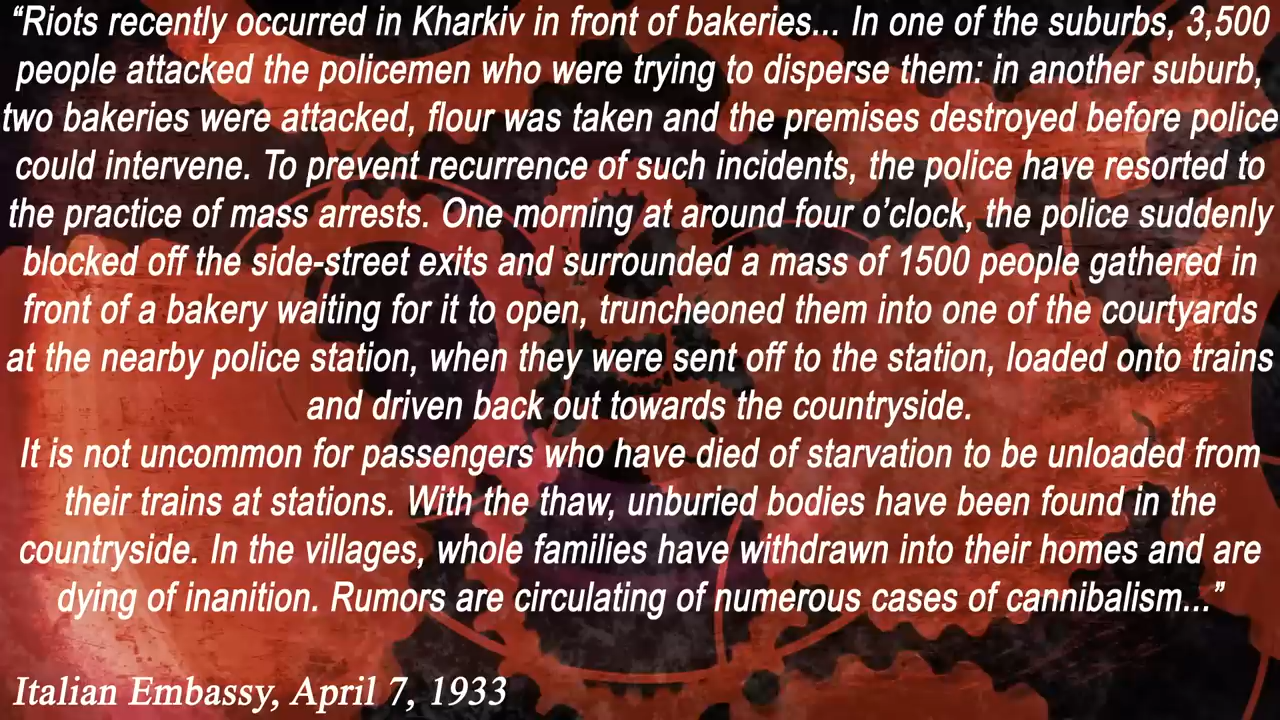 “Riots recently occurred in Kharkiv in front of bakeries... In one of the suburbs, 3,500
people attacked the policemen who were trying to disperse them: in another suburb,
two bakeries were attacked, flour was taken and the premises destroyed before police
could intervene. To prevent recurrence of such incidents, the police have resorted to
the practice of mass arrests. One morning at around four o’clock, the police suddenly
blocked off the side-street exits and surrounded a mass of 1500 people gathered in
front of a bakery waiting for it to open, truncheoned them into one of the courtyards
at the nearby police station, when they were sent off to the station, loaded onto trains
and driven back out towards the countryside.
It is not uncommon for passengers who have died of starvation to be unloaded from
their trains at stations. With the thaw, unburied bodies have been found in the
countryside. In the villages, whole families have withdrawn into their homes and are
dying of inanition. Rumors are circulating of numerous cases of cannibalism...”
Italian Embassy, April 7, 1933